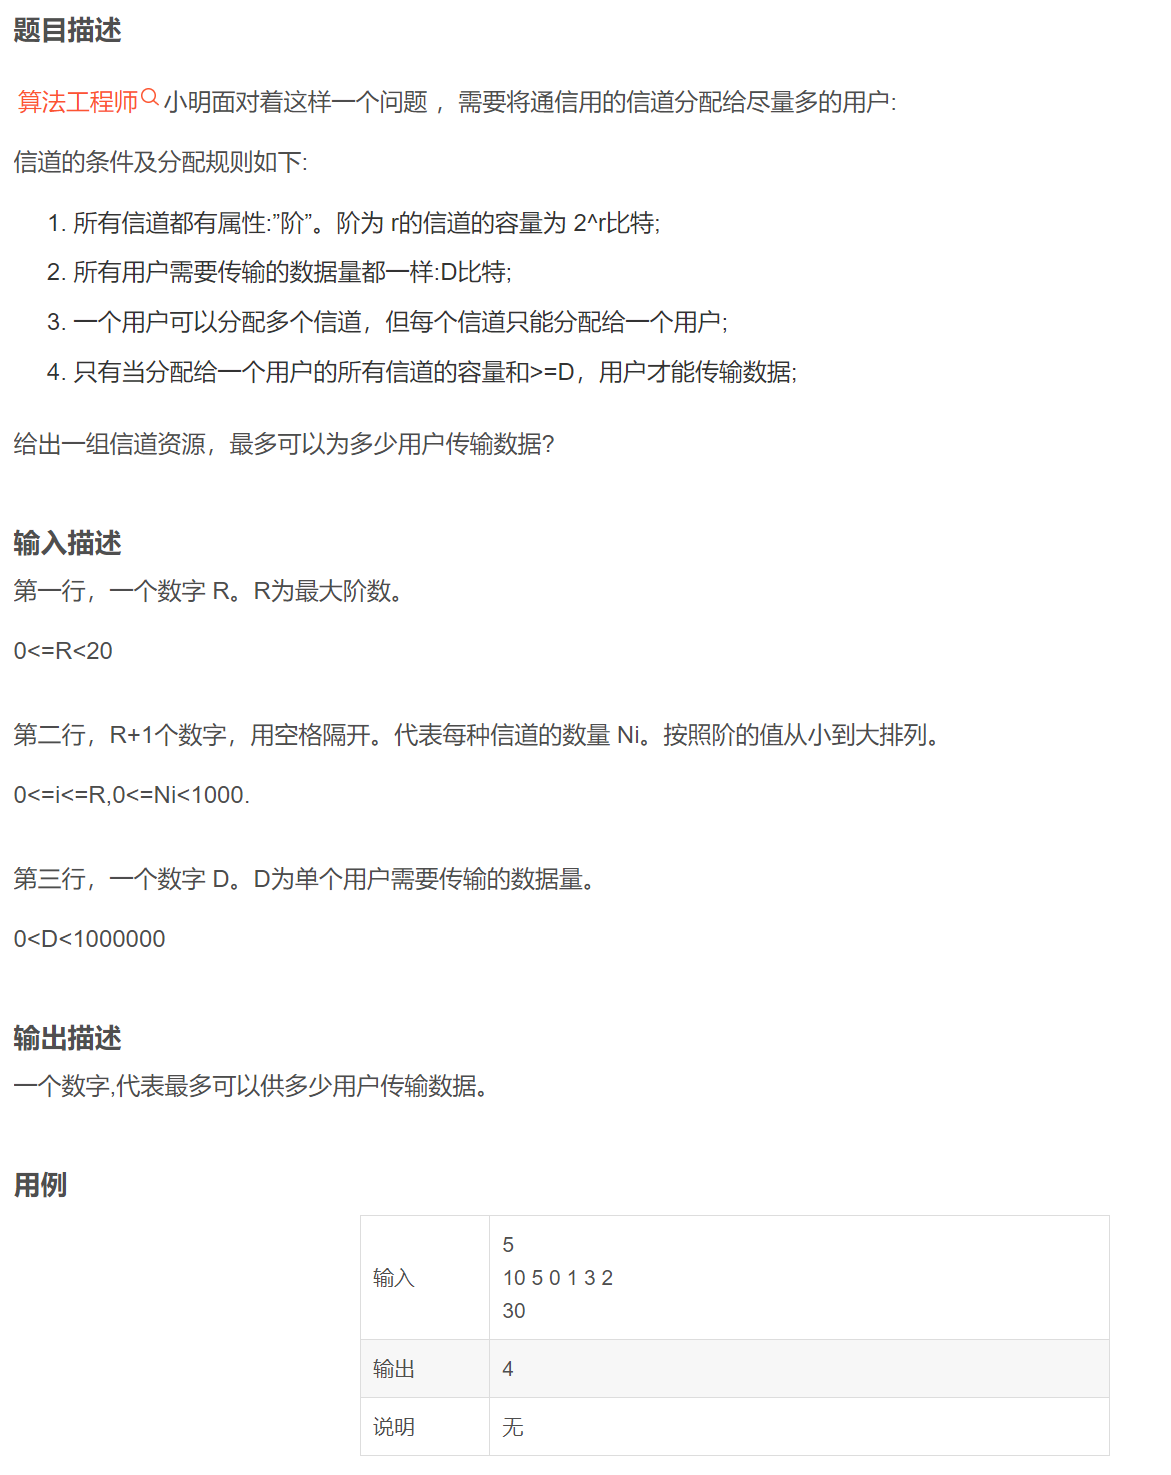 题目描述
算法工程师小明面对着这样一个问题 ，需要将通信用的信道分配给尽量多的用户:
信道的条件及分配规则如下:
1. 所有信道都有属性:”阶”。阶为 r的信道的容量为 2^r比特;
2. 所有用户需要传输的数据量都一样:D比特;
3. 一个用户可以分配多个信道，但每个信道只能分配给一个用户;
4. 只有当分配给一个用户的所有信道的容量和>=D，用户才能传输数据;
给出一组信道资源，最多可以为多少用户传输数据?
输入描述
第一行，一个数字 R。R为最大阶数。
0<=R<20
第二行，R+1个数字，用空格隔开。代表每种信道的数量 Ni。按照阶的值从小到大排列。
0<=i<=R,0<=Ni<1000.
第三行，一个数字 D。D为单个用户需要传输的数据量。
0<D<1000000
输出描述
一个数字,代表最多可以供多少用户传输数据。
用例
输入
5
10 5 0 1 3 2
30
输出 4
说明 无